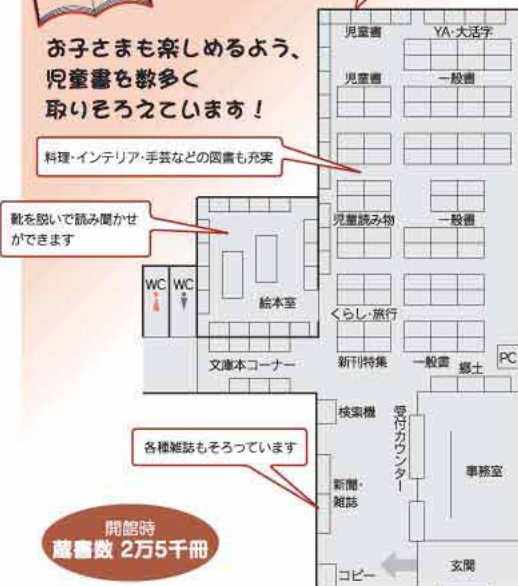 お子さまも楽しめるよう、
児童書を数多く
取りそろえています！
児童書
YA・大活字
児童書
一般書
料理・インテリア・手芸などの図書も充実
靴を脱いで読み聞かせ
ができます
児童読み物
一般書
WC
WC
絵本室
くらし・旅行
文庫本コーナー
新刊特集
一般書
郷土
PC
検索機
受付カウンター
各種雑誌もそろっています
新聞・
雑誌
事務室
開館時
蔵書数 2万5千冊
コピー
玄関